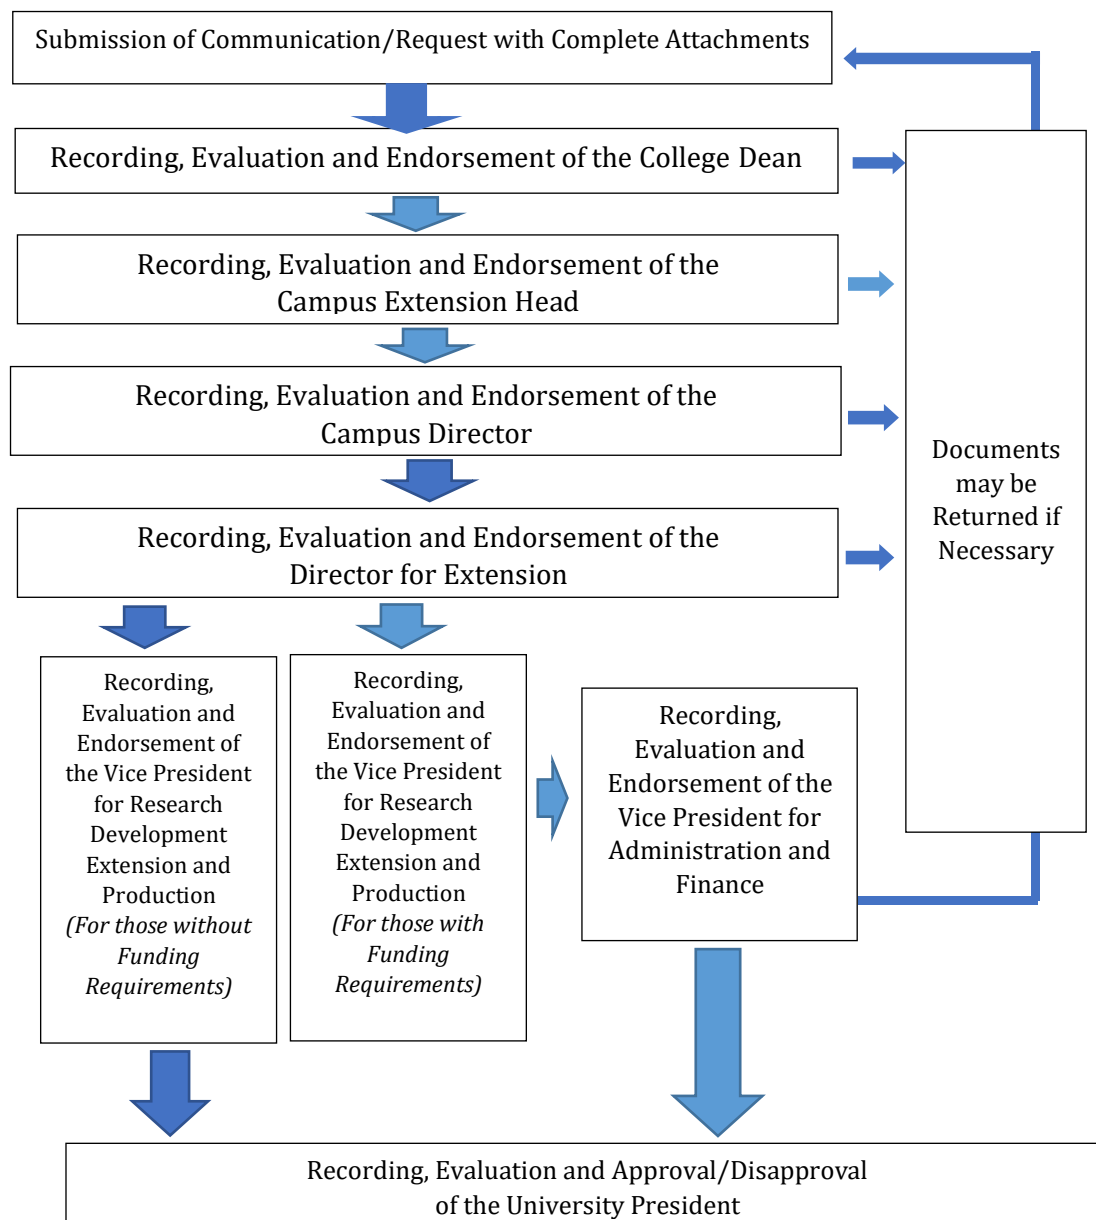 Submission of Communication/Request with Complete Attachments
Recording, Evaluation and Endorsement of the College Dean
Recording, Evaluation and Endorsement of the
Campus Extension Head
Recording, Evaluation and Endorsement of the
Campus Director
Recording, Evaluation and Endorsement of the
Director for Extension
Documents
may be
Returned if
Necessary
Recording,
Evaluation and
Endorsement of
the Vice President
for Research
Development
Extension and
Production
(For those without
Funding
Requirements)
Recording,
Evaluation and
Endorsement of
the Vice President
for Research
Development
Extension and
Production
(For those with
Funding
Requirements)
Recording,
Evaluation and
Endorsement of the
Vice President for
Administration and
Finance
Recording, Evaluation and Approval/Disapproval
of the University President